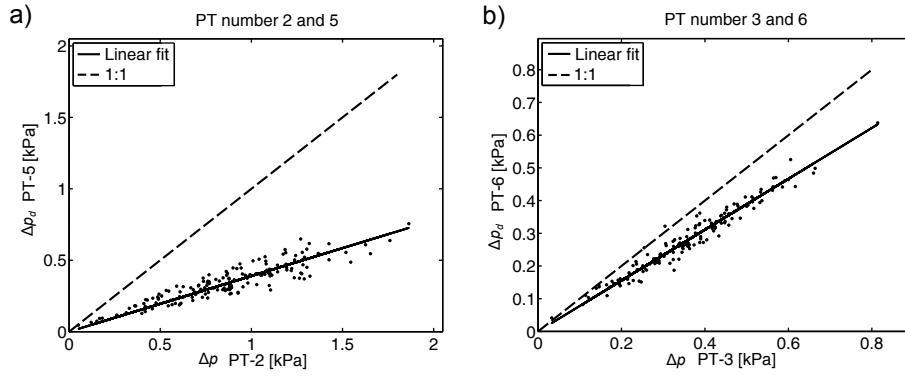 a)
PT number 2 and 5
Linear fit
1:1
2
1.5
1
0.5
0
Δp_d PT-5 [kPa]
0 0.5 1 1.5 2
Δp PT-2 [kPa]
b)
PT number 3 and 6
Linear fit
1:1
0.8
0.7
0.6
0.5
0.4
0.3
0.2
0.1
0
Δp_d PT-6 [kPa]
0 0.2 0.4 0.6 0.8
Δp PT-3 [kPa]